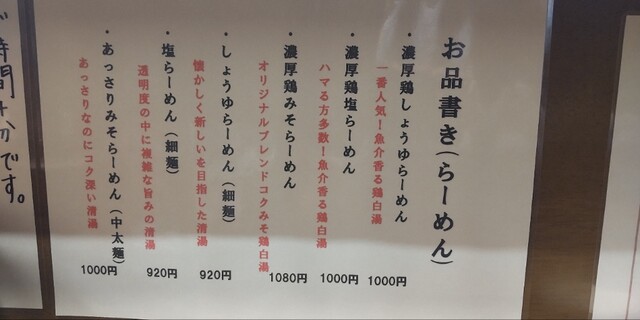 お品書き(らーめん)
・濃厚鶏しょうゆらーめん
一番人気!魚介香る鶏白湯
1000円
・濃厚鶏塩らーめん
ハマる方多数!魚介香る鶏白湯
1000円
・濃厚鶏みそらーめん
オリジナルブレンドコクみそ鶏白湯
1080円
・しょうゆらーめん(細麺)
懐かしく新しいを目指した清湯
920円
・塩らーめん(細麺)
透明度の中に複雑な旨みの清湯
920円
・あっさりみそらーめん(中太麺)
あっさりなのにコク深い清湯
1000円
時間十分です。